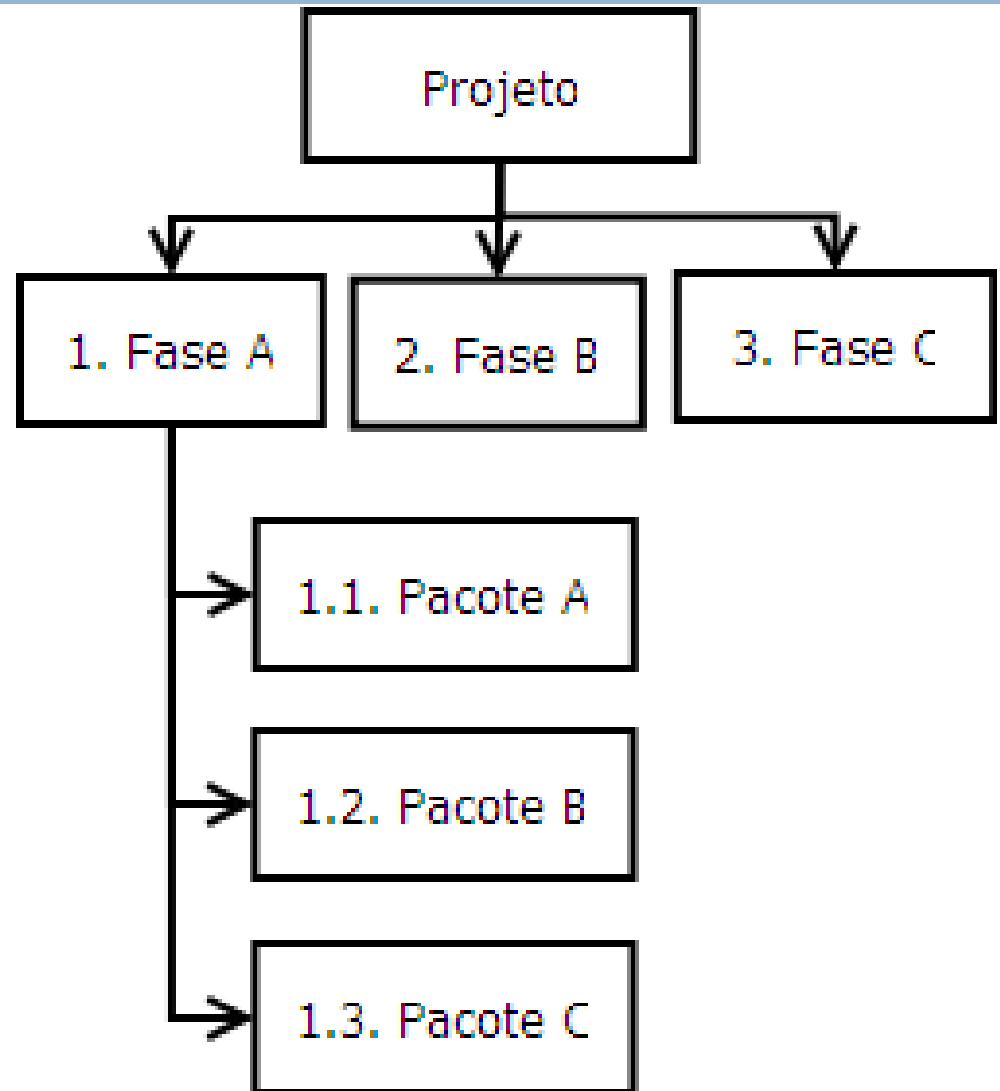 Projeto
1. Fase A
2. Fase B
3. Fase C
1.1. Pacote A
1.2. Pacote B
1.3. Pacote C